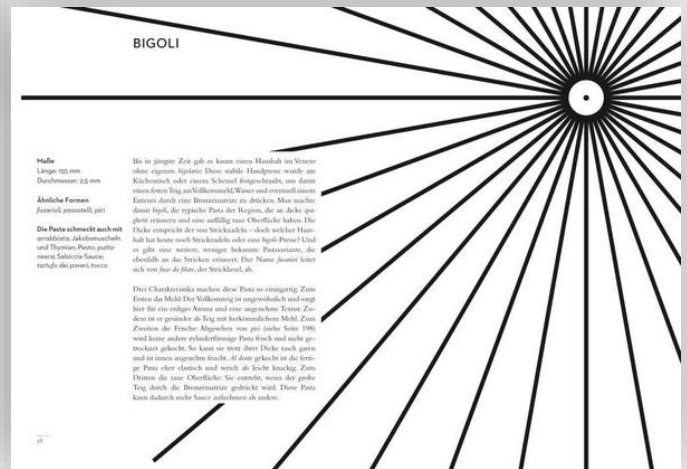 BIGOLI
Maße
Länge: 155 mm
Durchmesser: 2,5 mm
Ähnliche Formen
fusarioli, passatelli, pici
Die Pasta schmeckt auch mit
arrabbiata; Jakobsmuscheln
und Thymian; Pesto; putta-
nesca; Salsiccia-Sauce;
tartufo dei poveri; tocco
Bis in jüngste Zeit gab es kaum einen Haushalt im Veneto
ohne eigenen bigolaro: Diese stabile Handpresse wurde am
Küchentisch oder einem Schemel festgeschraubt, um damit
einen festen Teig aus Vollkornmehl, Wasser und eventuell einem
Entenei durch eine Bronzematrize zu drücken. Man machte
damit bigoli, die typische Pasta der Region, die an dicke spa-
ghetti erinnern und eine auffällig raue Oberfläche haben. Die
Dicke entspricht der von Stricknadeln – doch welcher Haus-
halt hat heute noch Stricknadeln oder eine bigoli-Presse? Und
es gibt eine weitere, weniger bekannte Pastavariante, die
ebenfalls an das Stricken erinnert. Der Name fusarioi leitet
sich von fuso da filare, der Strickliesel, ab.
Drei Charakteristika machen diese Pasta so einzigartig. Zum
Ersten das Mehl: Der Vollkornteig ist ungewöhnlich und sorgt
hier für ein erdiges Aroma und eine angenehme Textur. Zu-
dem ist er gesünder als Teig mit herkömmlichem Mehl. Zum
Zweiten die Frische: Abgesehen von pici (siehe Seite 198)
wird keine andere zylinderförmige Pasta frisch und nicht ge-
trocknet gekocht. So kann sie trotz ihrer Dicke rasch garen
und ist innen angenehm feucht. Al dente gekocht ist die ferti-
ge Pasta eher elastisch und weich als leicht knackig. Zum
Dritten die raue Oberfläche: Sie entsteht, wenn der grobe
Teig durch die Bronzematrize gedrückt wird. Diese Pasta
kann dadurch mehr Sauce aufnehmen als andere.